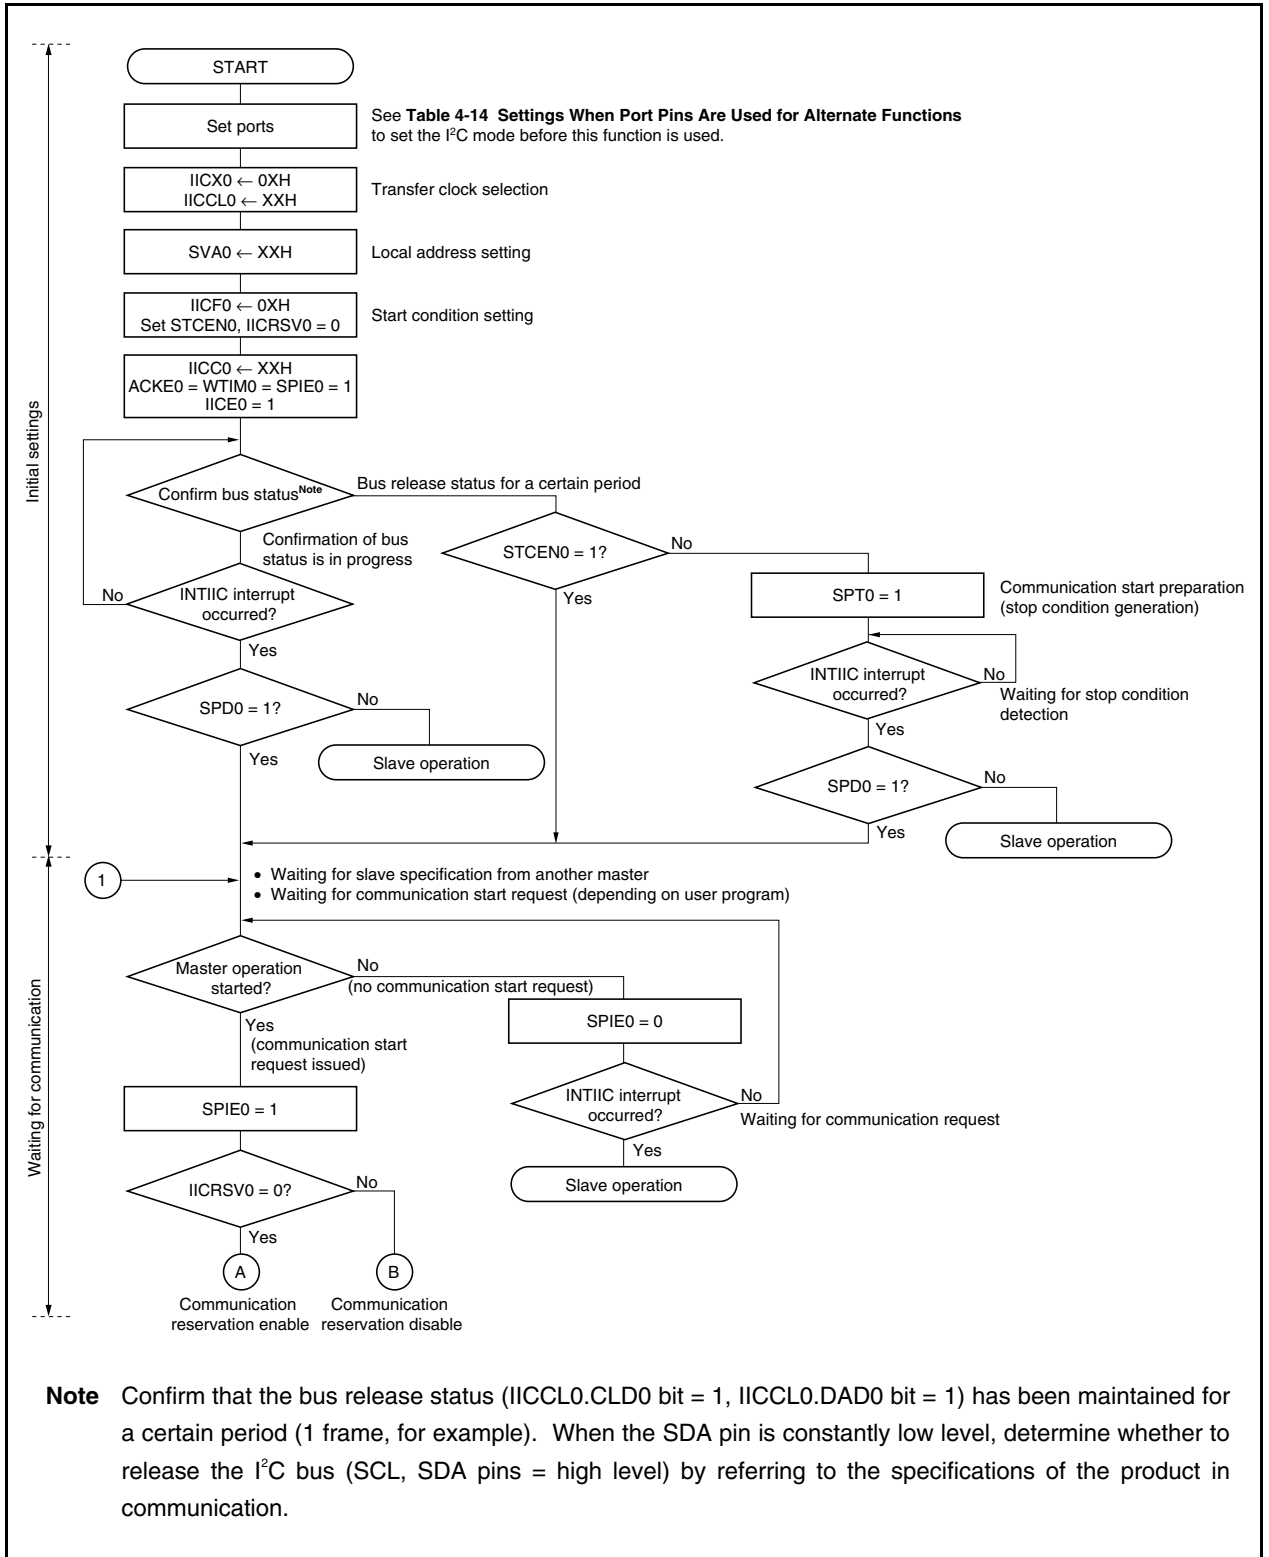 START
Set ports
See Table 4-14 Settings When Port Pins Are Used for Alternate Functions
to set the I²C mode before this function is used.
IICX0 ← 0XH
IICCL0 ← XXH
Transfer clock selection
SVA0 ← XXH
Local address setting
IICF0 ← 0XH
Set STCEN0, IICRSV0 = 0
Start condition setting
IICC0 ← XXH
ACKE0 = WTIM0 = SPIE0 = 1
IICE0 = 1
Initial settings
Confirm bus statusNote
Bus release status for a certain period
Confirmation of bus
status is in progress
STCEN0 = 1?
No
Yes
INTIIC interrupt
occurred?
No
Yes
SPT0 = 1
Communication start preparation
(stop condition generation)
INTIIC interrupt
occurred?
No
Waiting for stop condition
detection
Yes
SPD0 = 1?
No
Yes
Slave operation
SPD0 = 1?
No
Yes
Slave operation
1
• Waiting for slave specification from another master
• Waiting for communication start request (depending on user program)
Waiting for communication
Master operation
started?
No
(no communication start request)
Yes
(communication start
request issued)
SPIE0 = 0
INTIIC interrupt
occurred?
No
Waiting for communication request
Yes
Slave operation
SPIE0 = 1
IICRSV0 = 0?
No
Yes
A
B
Communication
reservation enable
Communication
reservation disable
Note Confirm that the bus release status (IICCL0.CLD0 bit = 1, IICCL0.DAD0 bit = 1) has been maintained for
a certain period (1 frame, for example). When the SDA pin is constantly low level, determine whether to
release the I²C bus (SCL, SDA pins = high level) by referring to the specifications of the product in
communication.